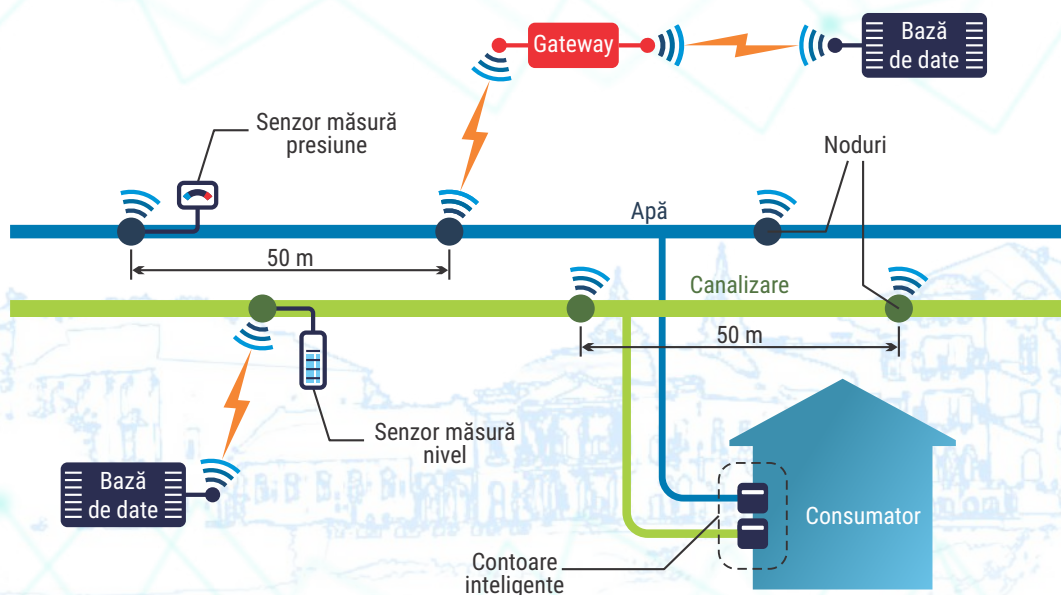 Gateway
Bază
de date
Senzor măsură
presiune
Noduri
Apă
50 m
Canalizare
50 m
Senzor măsură
nivel
Bază
de date
Consumator
Contoare
inteligente